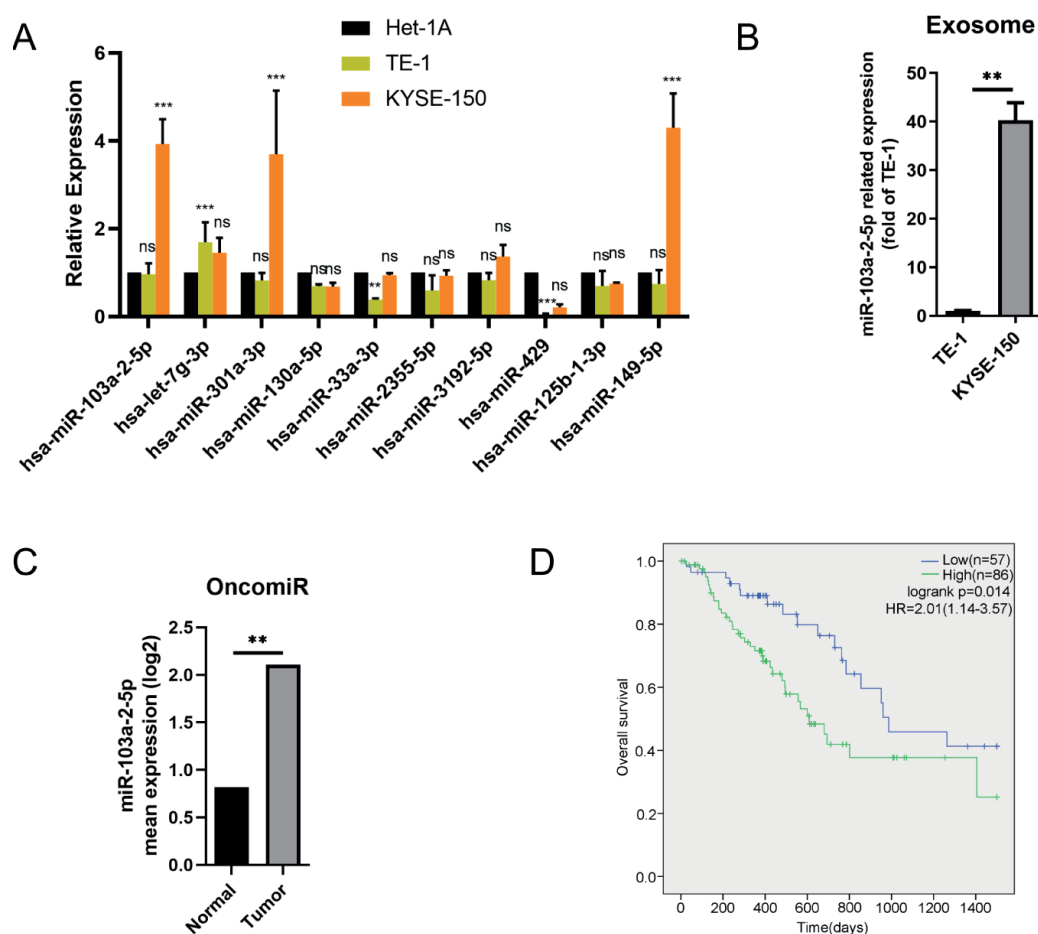 A
Het-1A
TE-1
KYSE-150
Relative Expression
6
4
2
0
***
ns
***
ns
ns
***
ns
ns
**
ns
ns
ns
ns
ns
***
ns
ns
ns
ns
***
hsa-miR-103a-2-5p
hsa-let-7g-3p
hsa-miR-301a-3p
hsa-miR-130a-5p
hsa-miR-33a-3p
hsa-miR-2355-5p
hsa-miR-3192-5p
hsa-miR-429
hsa-miR-125b-1-3p
hsa-miR-149-5p
B
Exosome
miR-103a-2-5p related expression
(fold of TE-1)
50
40
30
20
10
0
**
TE-1
KYSE-150
C
OncomiR
miR-103a-2-5p
mean expression (log2)
2.5
2.0
1.5
1.0
0.5
0.0
**
Normal
Tumor
D
Low(n=57)
High(n=86)
logrank p=0.014
HR=2.01(1.14-3.57)
Overall survival
1.0
0.8
0.6
0.4
0.2
0.0
0 200 400 600 800 1000 1200 1400
Time(days)